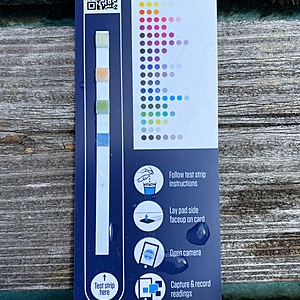 Follow test strip
instructions
Lay pad side
faceup on card
Open camera
Capture & record
readings
Test strip
here